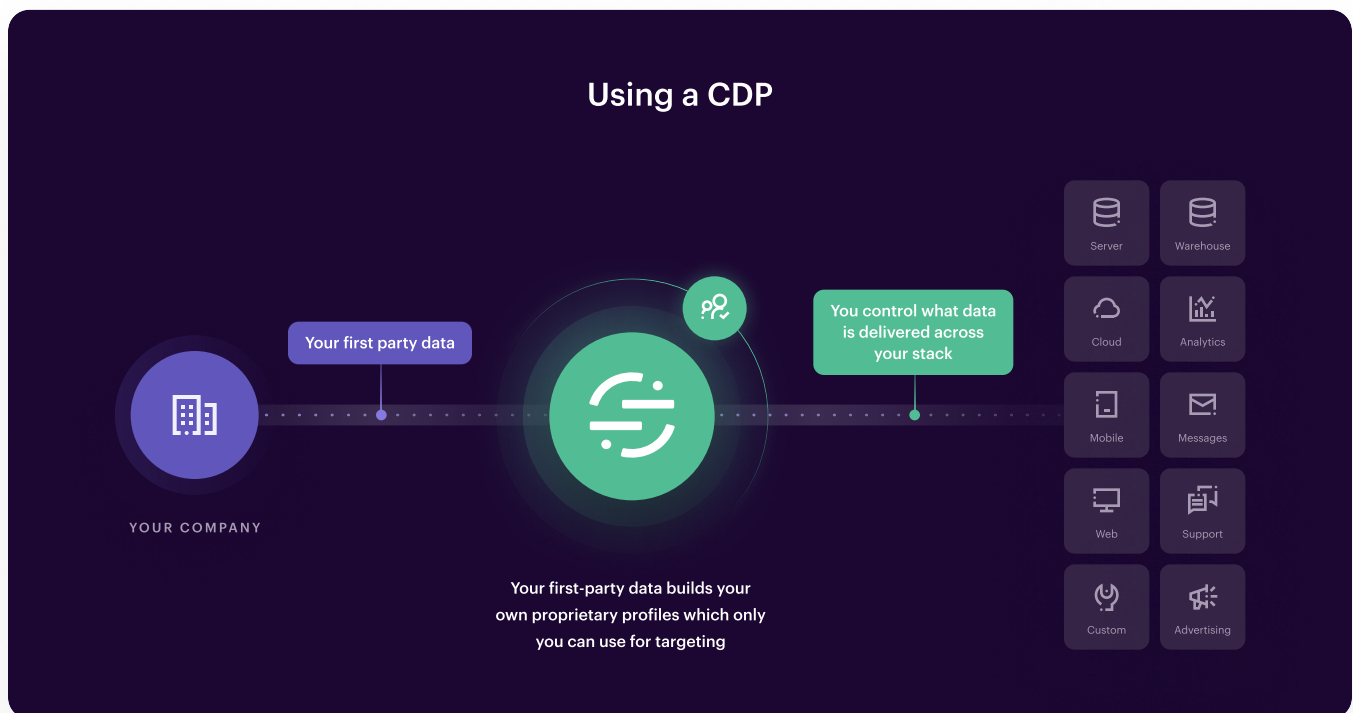 Using a CDP
Your first party data
You control what data
is delivered across
your stack
YOUR COMPANY
Your first-party data builds your
own proprietary profiles which only
you can use for targeting
Server
Warehouse
Cloud
Analytics
Mobile
Messages
Web
Support
Custom
Advertising